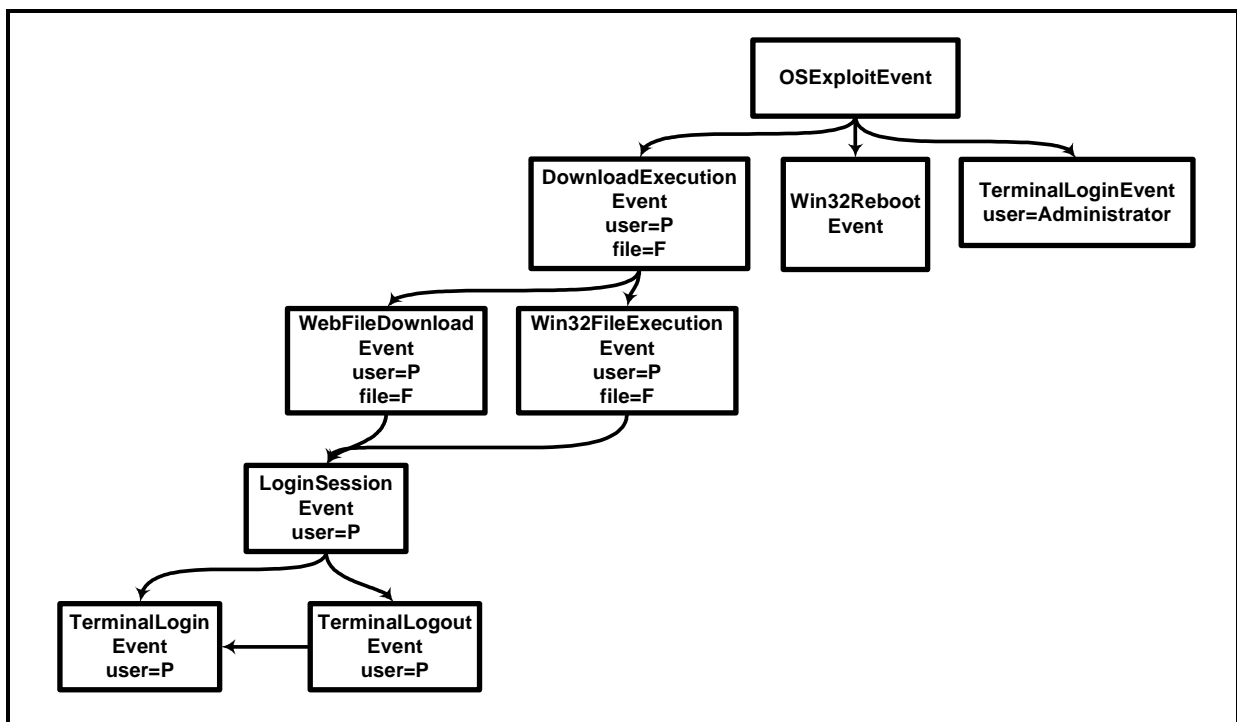 OSExploitEvent
DownloadExecution
Event
user=P
file=F
Win32Reboot
Event
TerminalLoginEvent
user=Administrator
WebFileDownload
Event
user=P
file=F
Win32FileExecution
Event
user=P
file=F
LoginSession
Event
user=P
TerminalLogin
Event
user=P
TerminalLogout
Event
user=P